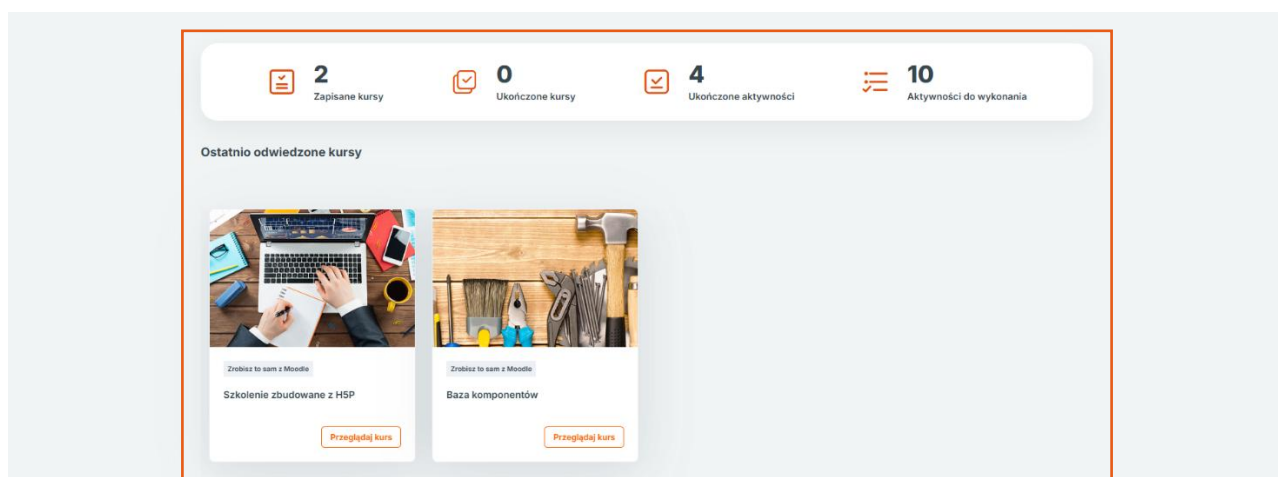 2
Zapisane kursy
0
Ukończone kursy
4
Ukończone aktywności
10
Aktywności do wykonania
Ostatnio odwiedzone kursy
Zrobisz to sam z Moodle
Szkolenie zbudowane z H5P
Przeglądaj kurs
Zrobisz to sam z Moodle
Baza komponentów
Przeglądaj kurs